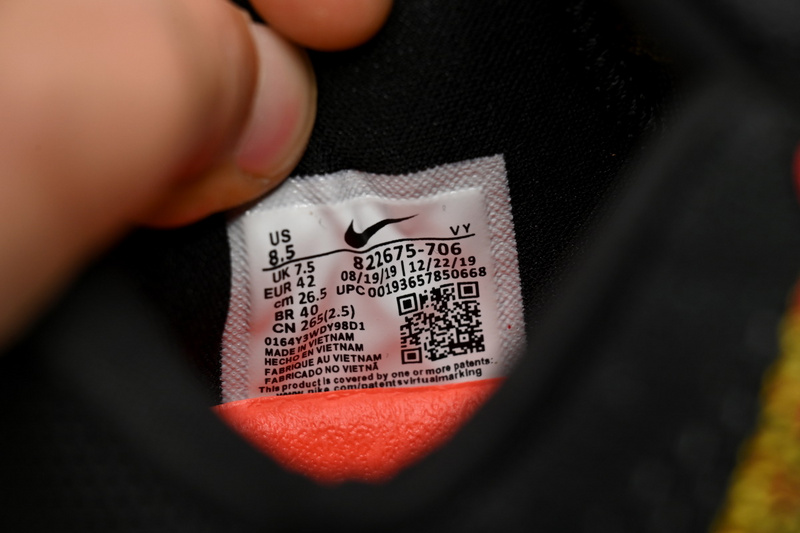 US
8.5
VY
UK 7.5
EUR 42
cm 26.5
BR 40
CN 265(2.5)
822675-706
08/19/19 | 12/22/19
UPC 00193657850668
0164Y3WDY98D1
MADE IN VIETNAM
HECHO EN VIETNAM
FABRIQUE AU VIETNAM
FABRICADO NO VIETNÃ
This product is covered by one or more patents:
www.nike.com/patentsvirtualmarking